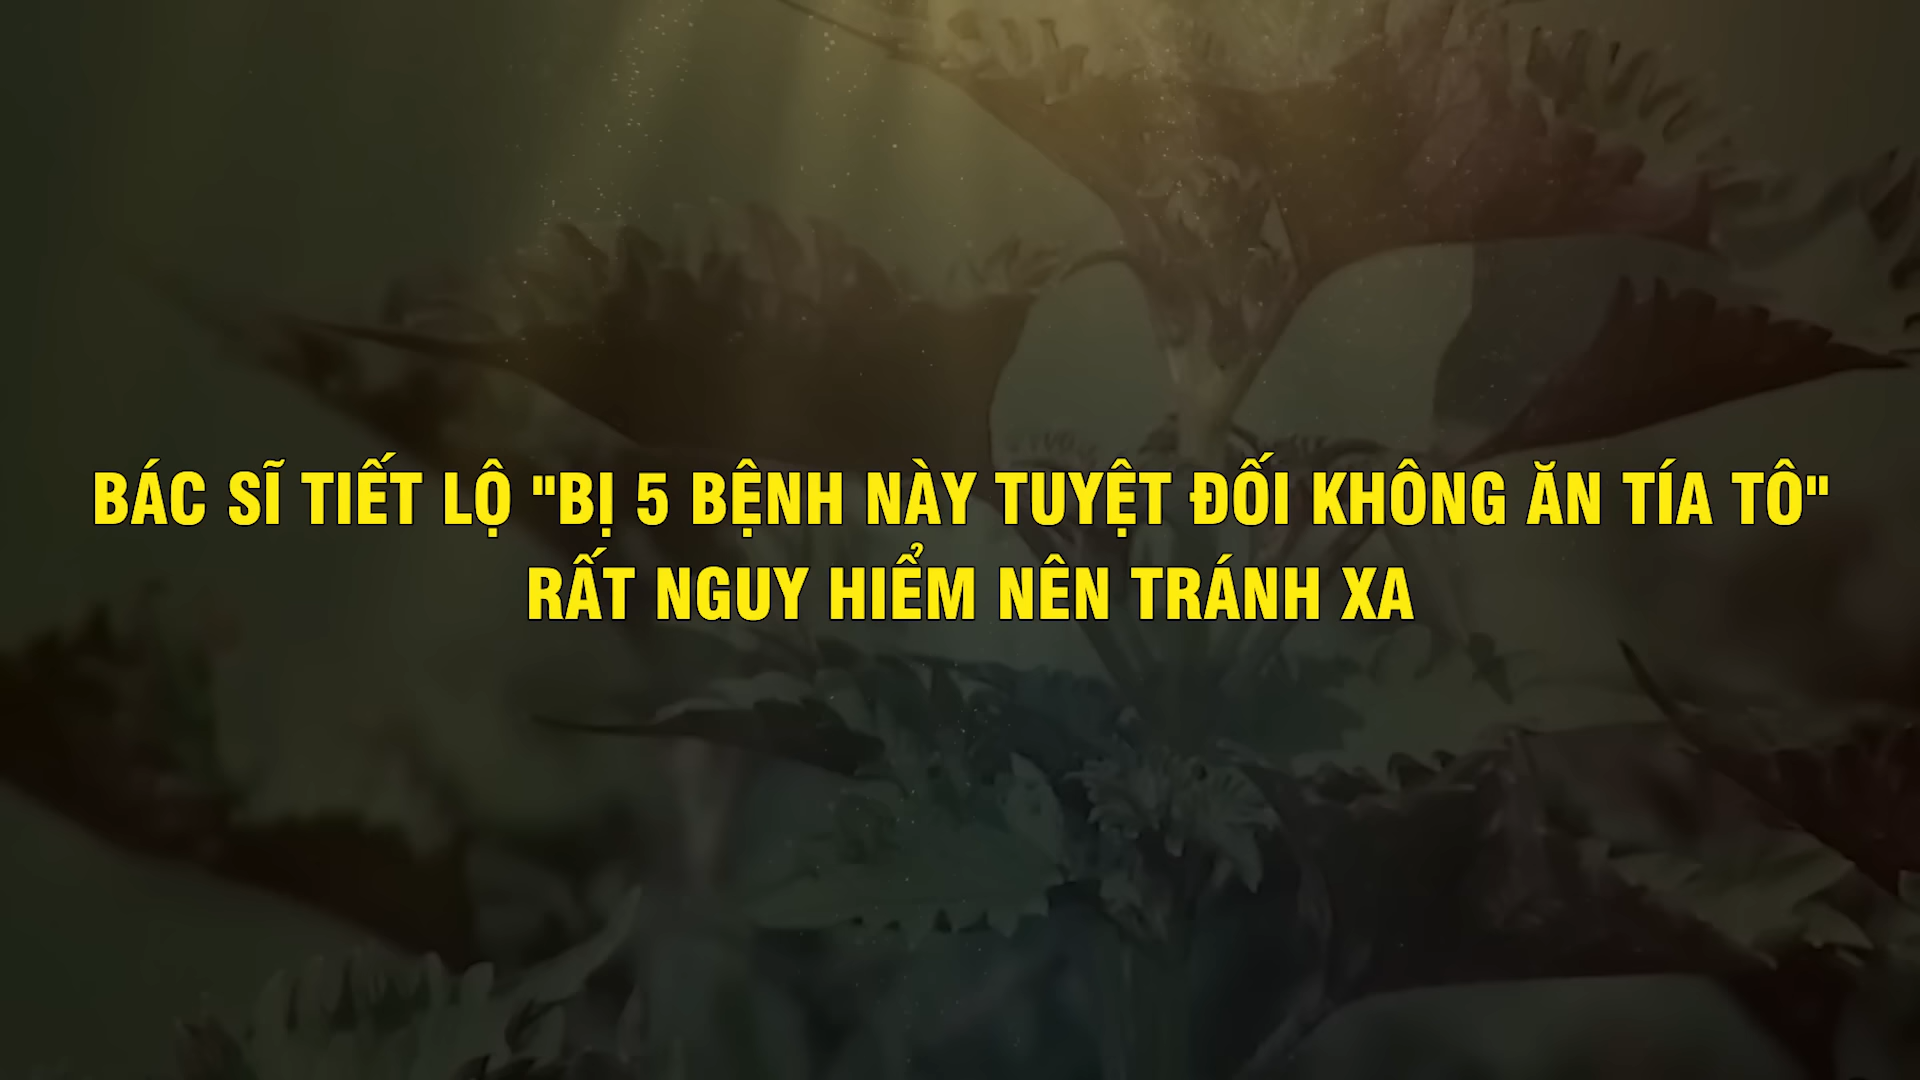 BÁC SĨ TIẾT LỘ "BỊ 5 BỆNH NÀY TUYỆT ĐỐI KHÔNG ĂN TÍA TÔ"
RẤT NGUY HIỂM NÊN TRÁNH XA